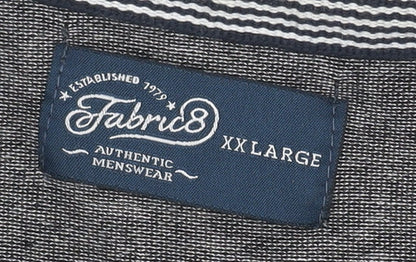 ESTABLISHED 1979
Fabric8
XXLARGE
AUTHENTIC
MENSWEAR